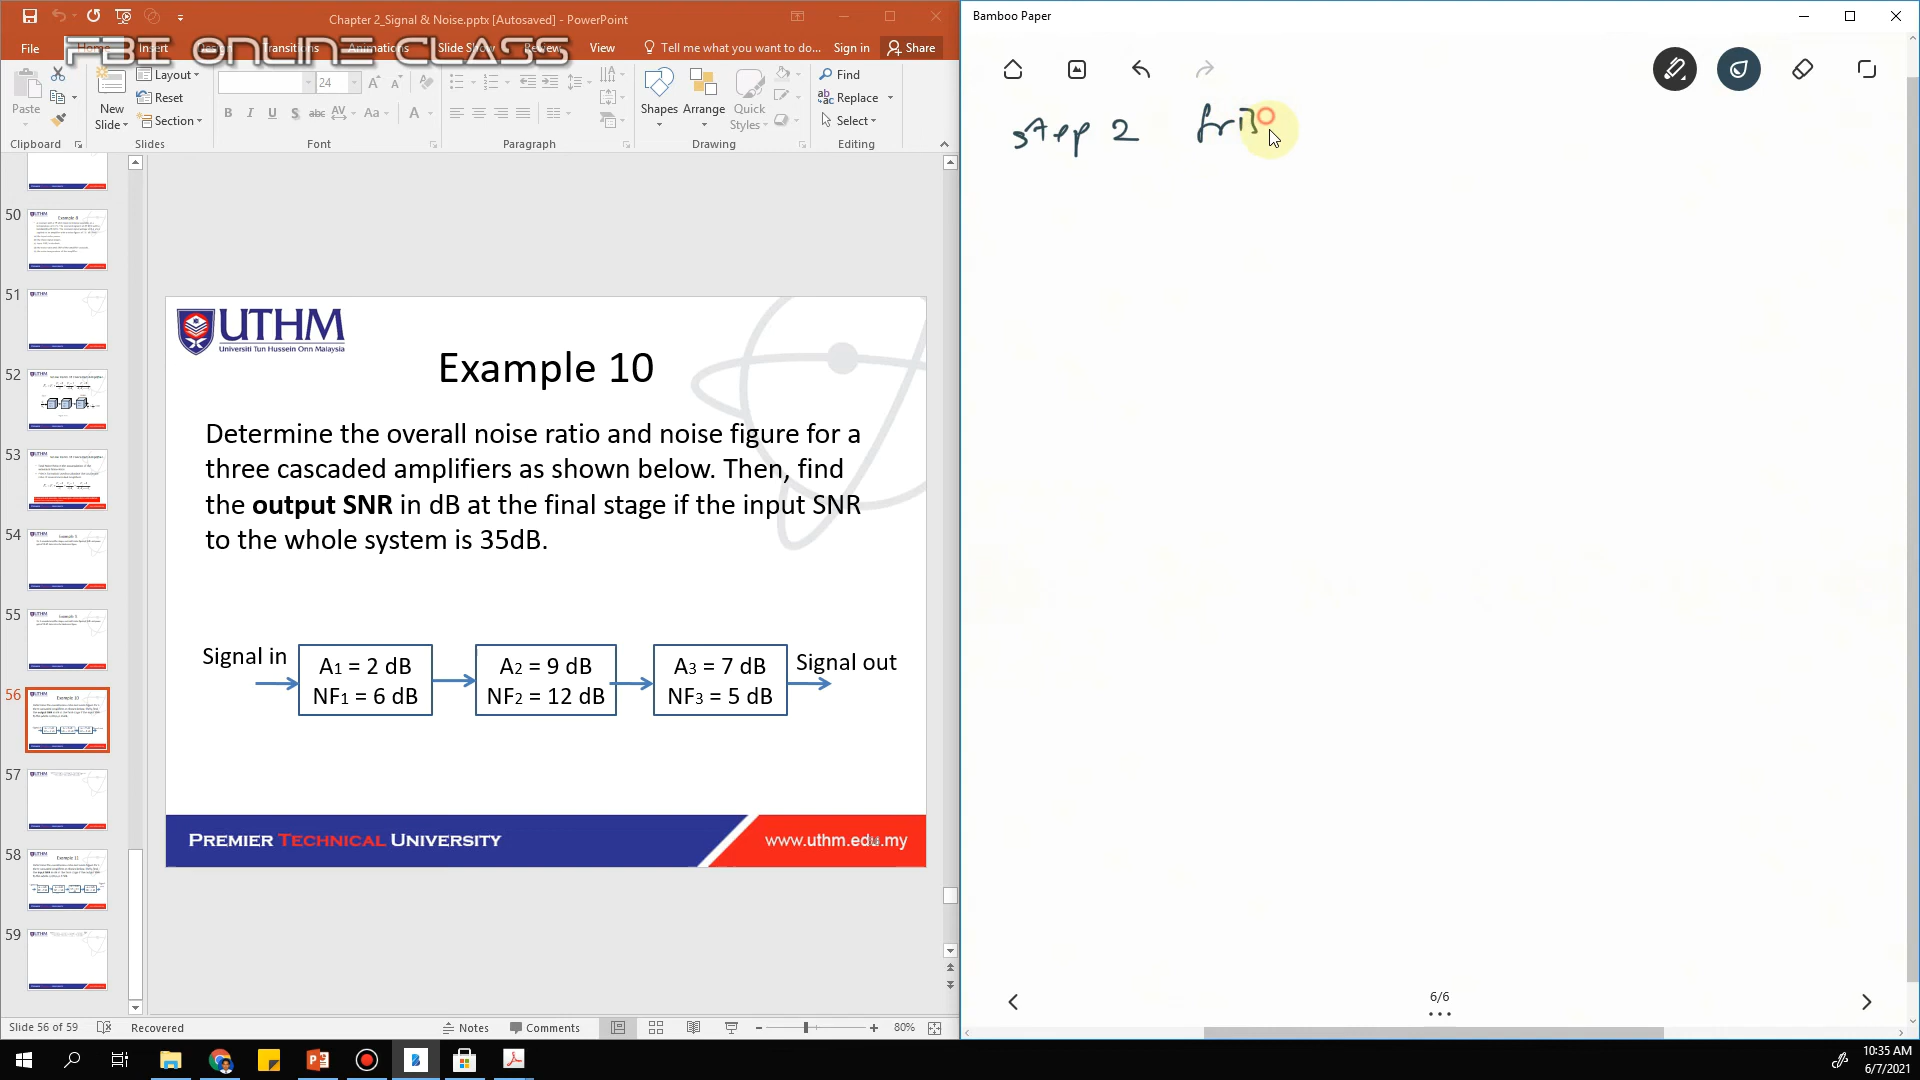 Chapter 2_Signal & Noise.pptx [Autosaved] - PowerPoint
FBI ONLINE CLASS
File Home Insert Design Transitions Animations Slide Show Review View Tell me what you want to do... Sign in Share
Paste
Clipboard
New Slide
Layout
Reset
Section
Slides
24
B I U S abc AV Aa A
Font
Paragraph
Shapes Arrange Quick Styles
Drawing
Find
Replace
Select
Editing
50
51
52
53
54
55
56
57
58
59
UTHM
Universiti Tun Hussein Onn Malaysia
Example 10
Determine the overall noise ratio and noise figure for a
three cascaded amplifiers as shown below. Then, find
the output SNR in dB at the final stage if the input SNR
to the whole system is 35dB.
Signal in
A1 = 2 dB
NF1 = 6 dB
A2 = 9 dB
NF2 = 12 dB
A3 = 7 dB
NF3 = 5 dB
Signal out
PREMIER TECHNICAL UNIVERSITY
www.uthm.edu.my
Slide 56 of 59 Recovered Notes Comments 80%
Bamboo Paper
step 2
6/6
10:35 AM
6/7/2021